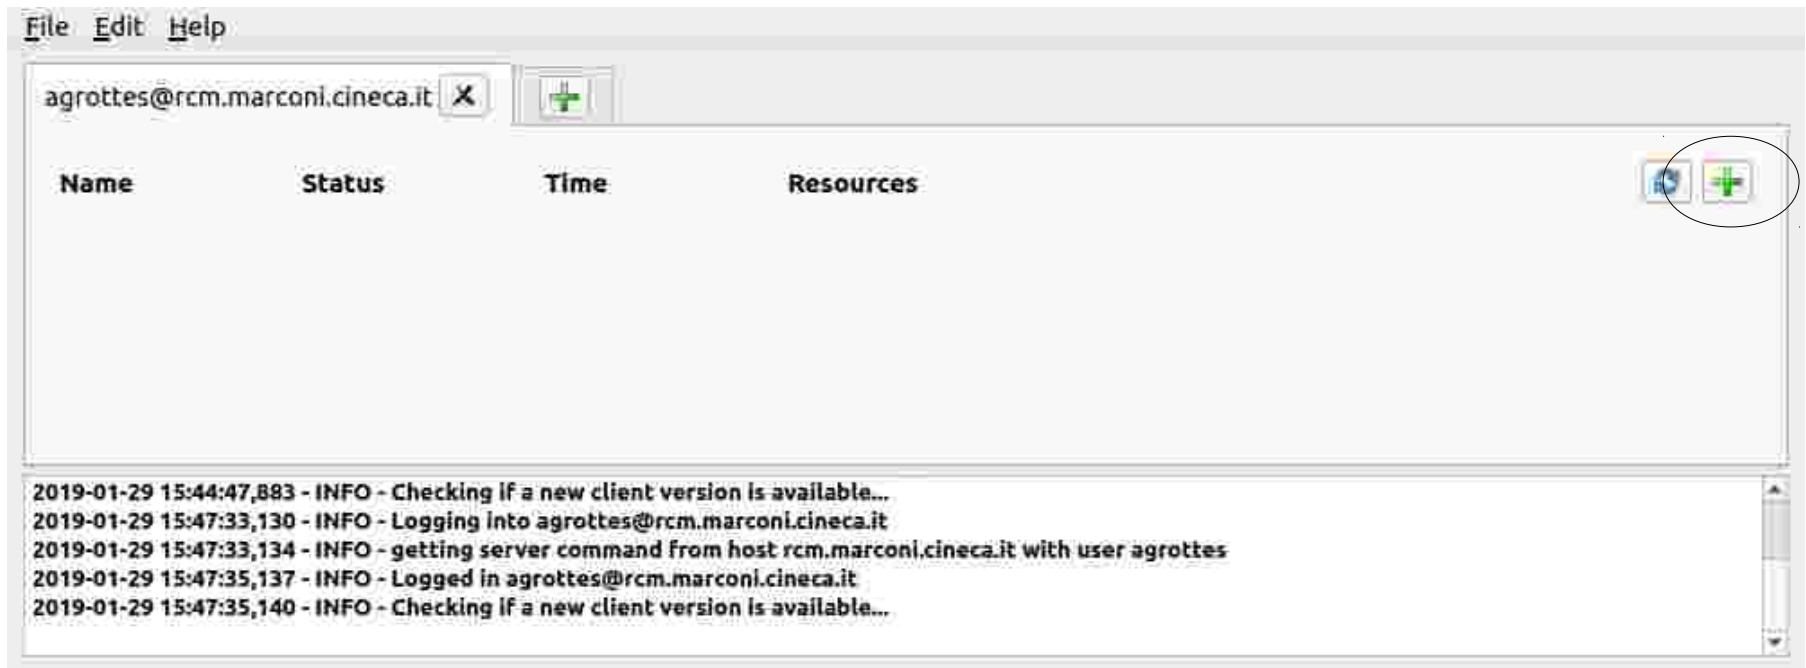 File Edit Help
agrottes@rcm.marconi.cineca.it
Name Status Time Resources
2019-01-29 15:44:47,883 - INFO - Checking if a new client version is available...
2019-01-29 15:47:33,130 - INFO - Logging into agrottes@rcm.marconi.cineca.it
2019-01-29 15:47:33,134 - INFO - getting server command from host rcm.marconi.cineca.it with user agrottes
2019-01-29 15:47:35,137 - INFO - Logged in agrottes@rcm.marconi.cineca.it
2019-01-29 15:47:35,140 - INFO - Checking if a new client version is available...